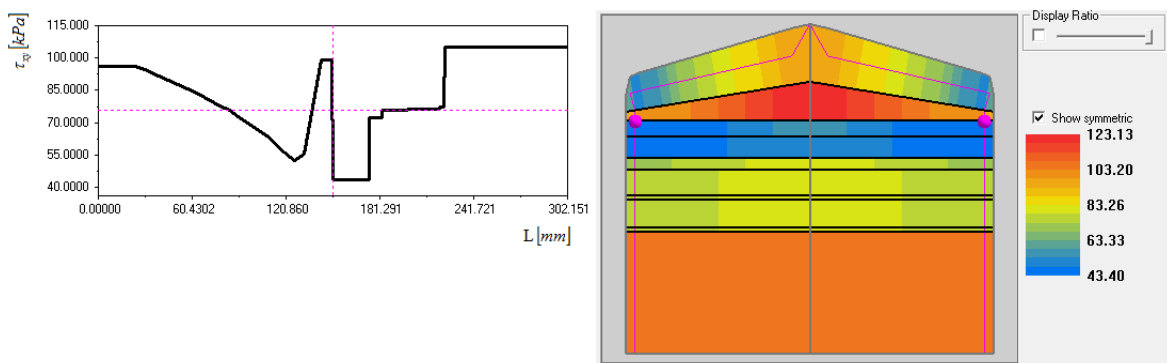 τxy [kPa]
115.000
100.000
85.0000
70.0000
55.0000
40.0000
0.00000 60.4302 120.860 181.291 241.721 302.151
L [mm]
Display Ratio
Show symmetric
123.13
103.20
83.26
63.33
43.40